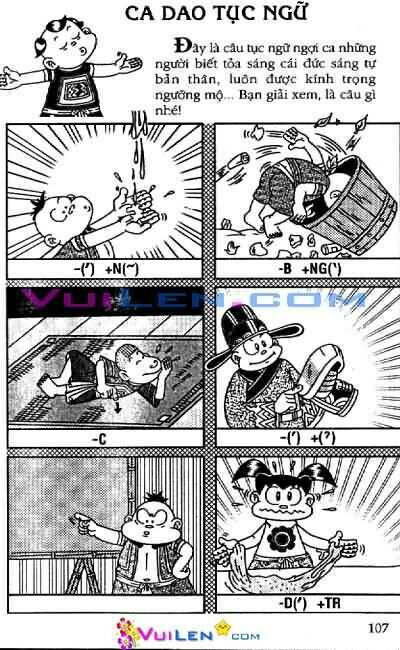 CA DAO TỤC NGỮ
Đây là câu tục ngữ ngợi ca những
người biết tỏa sáng cái đức sáng tự
bản thân, luôn được kính trọng
ngưỡng mộ... Bạn giải xem, là câu gì
nhé!
-(') +N(~)
-B +NG(')
VUILEN.COM
-C
-(') +(?)
-D(') +TR
107
VUILEN.COM